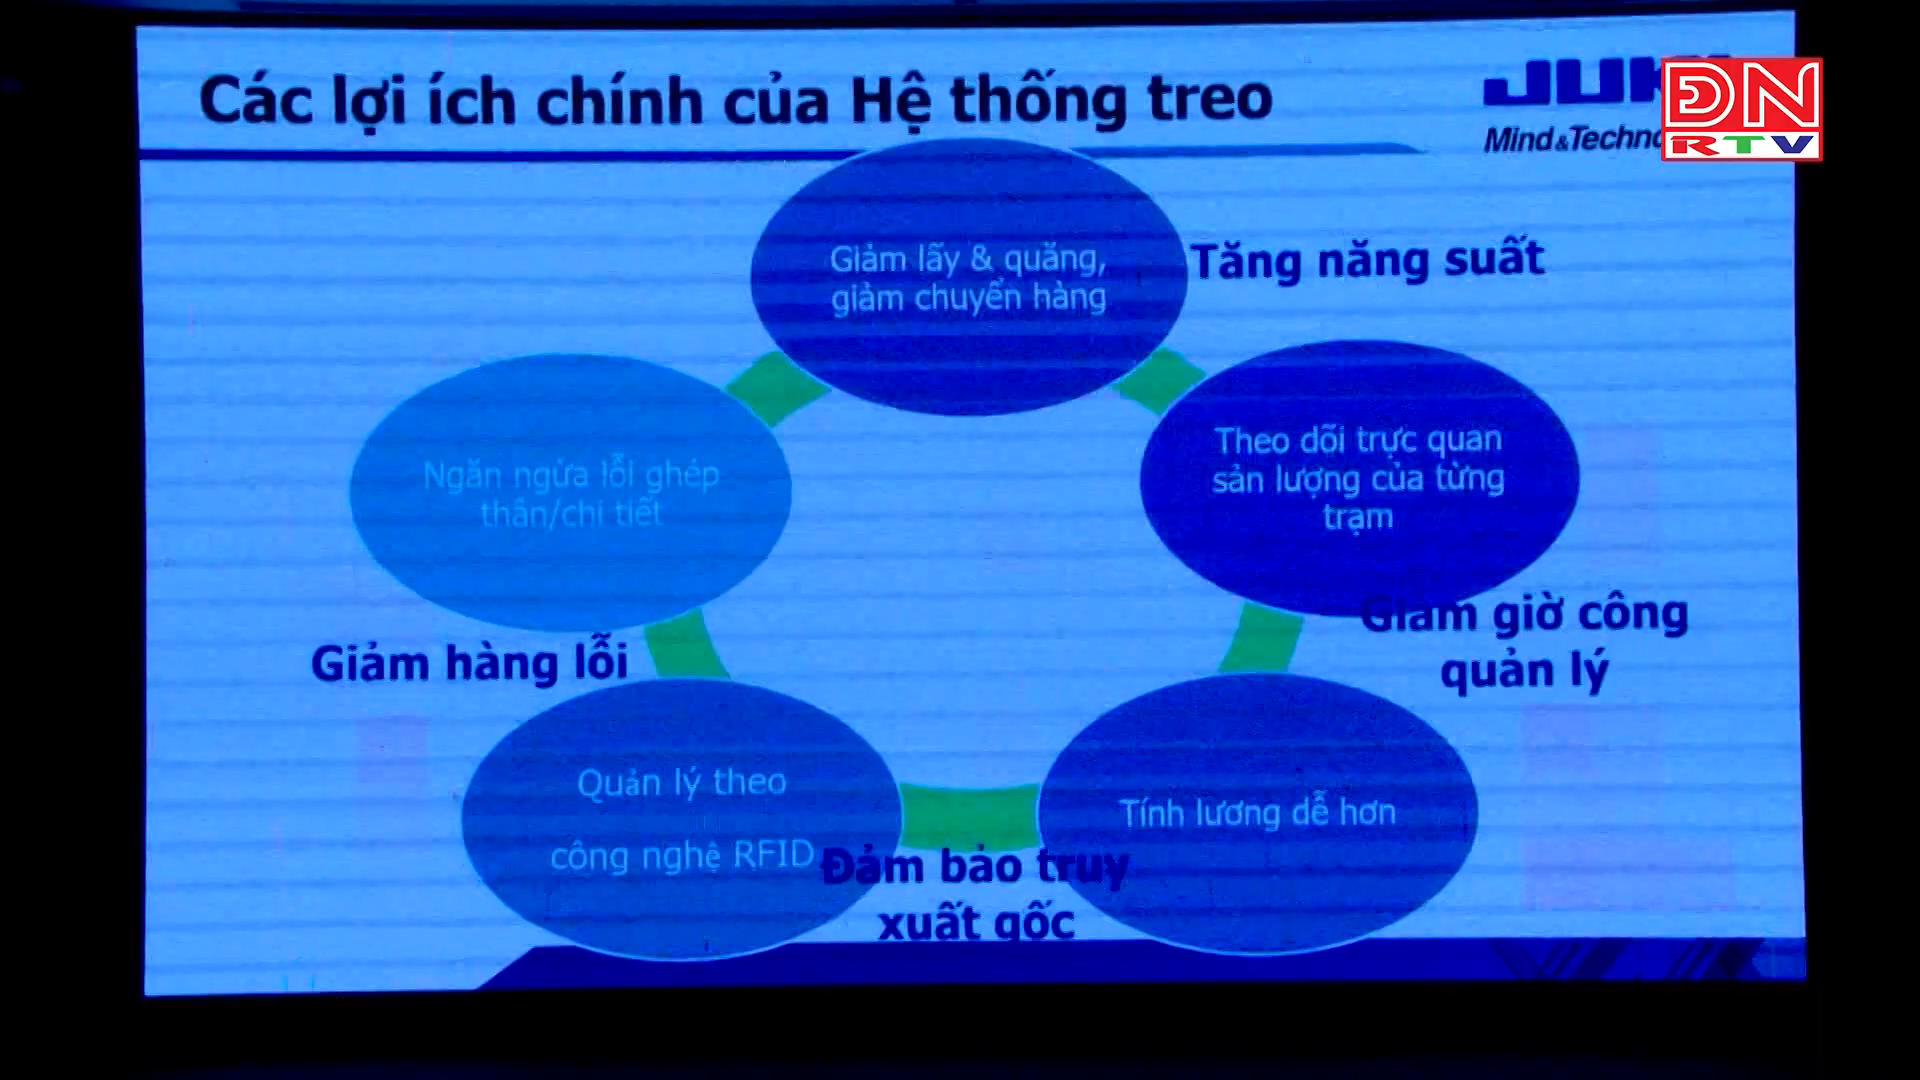 Các lợi ích chính của Hệ thống treo
JUK
Mind&Techno
ĐN
RTV
Giảm lấy & quăng,
giảm chuyển hàng
Tăng năng suất
Theo dõi trực quan
sản lượng của từng
trạm
Ngăn ngừa lỗi ghép
thân/chi tiết
Giảm giờ công
quản lý
Giảm hàng lỗi
Quản lý theo
công nghệ RFID
Tính lương dễ hơn
Đảm bảo truy
xuất gốc